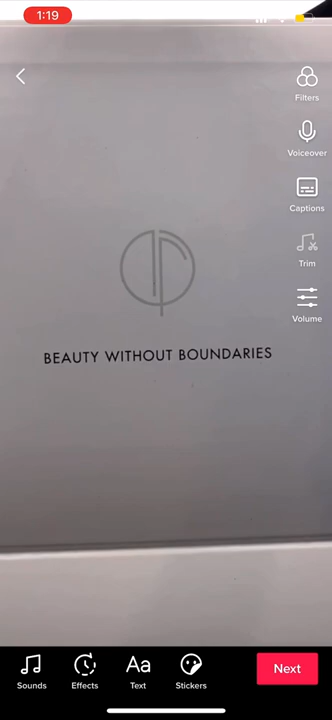 1:19
Filters
Voiceover
Captions
Trim
Volume
BEAUTY WITHOUT BOUNDARIES
Sounds
Effects
Aa
Text
Stickers
Next